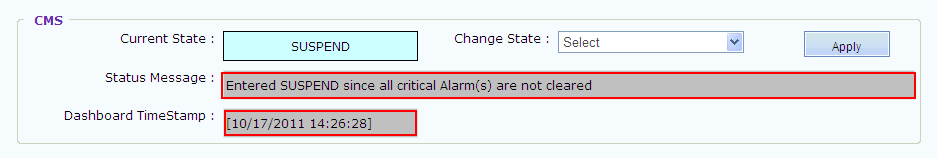 CMS
Current State : SUSPEND Change State : Select Apply
Status Message : Entered SUSPEND since all critical Alarm(s) are not cleared
Dashboard TimeStamp : [10/17/2011 14:26:28]